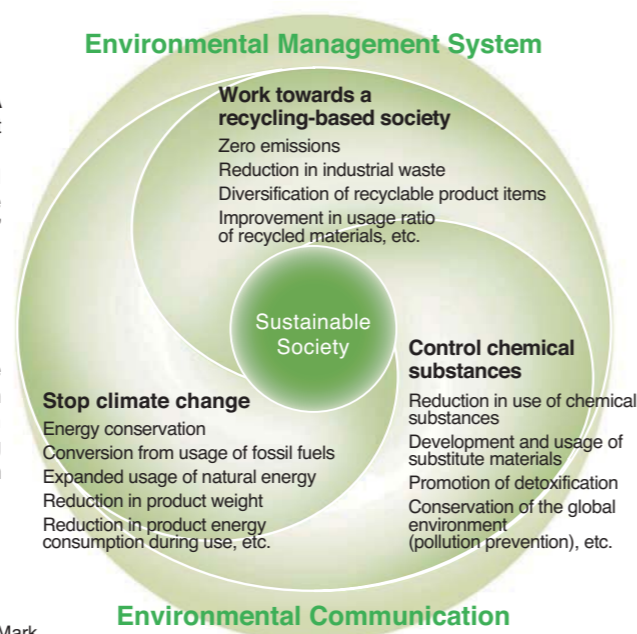 Environmental Management System
Work towards a
recycling-based society
Zero emissions
Reduction in industrial waste
Diversification of recyclable product items
Improvement in usage ratio
of recycled materials, etc.
Sustainable
Society
Control chemical
substances
Reduction in use of chemical
substances
Development and usage of
substitute materials
Promotion of detoxification
Conservation of the global
environment
(pollution prevention), etc.
Stop climate change
Energy conservation
Conversion from usage of fossil fuels
Expanded usage of natural energy
Reduction in product weight
Reduction in product energy
consumption during use, etc.
Environmental Communication
Mark